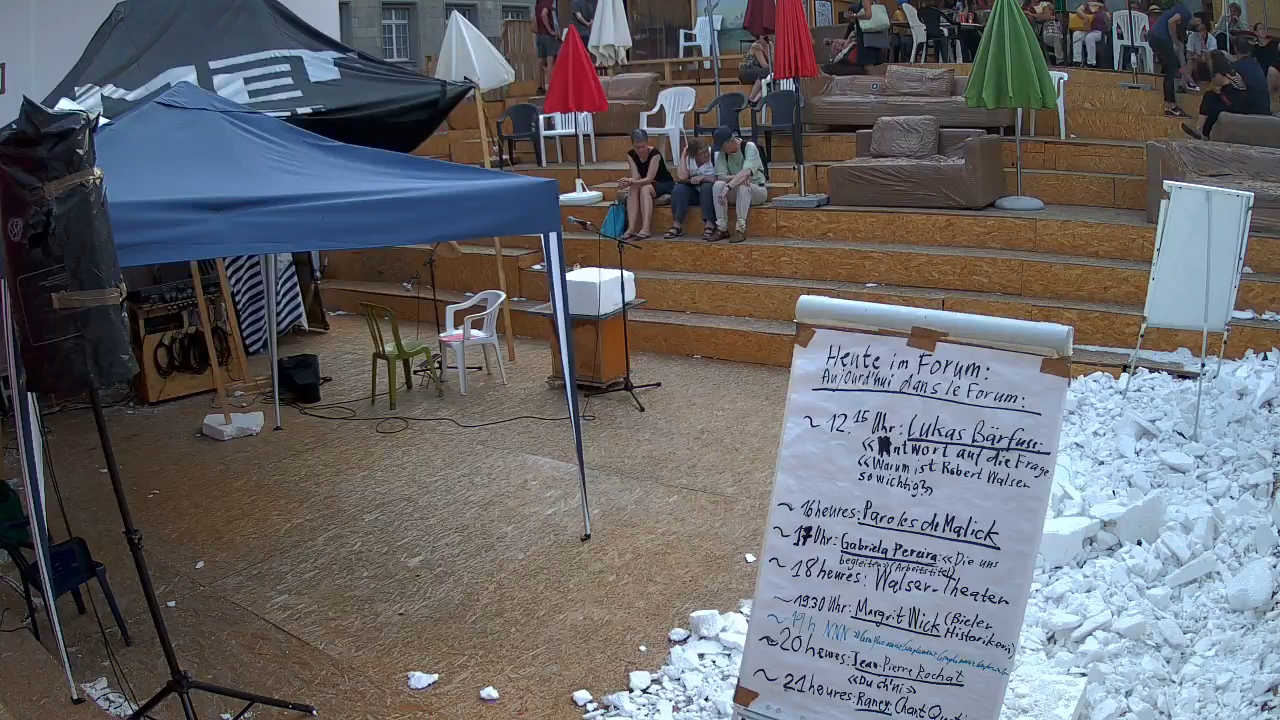 Heute im Forum:
Aujourd'hui dans le Forum:
~ 12.15 Uhr: Lukas Bärfuss:
«Antwort auf die Frage
«Warum ist Robert Walser
so wichtig?»
~ 16 heures: Paroles de Malick
~ 17 Uhr: Gabriela Pereira: «Die uns
begleiten» (Arbeitstitel)
~ 18 heures: Walser-Theater
~ 19.30 Uhr: Margrit Wick (Bieler
Historikerin)
~ 19h NNN
~ 20 heures: Jean-Pierre Rochat
«Du ch'ni»
~ 21 heures: Raney: Chant